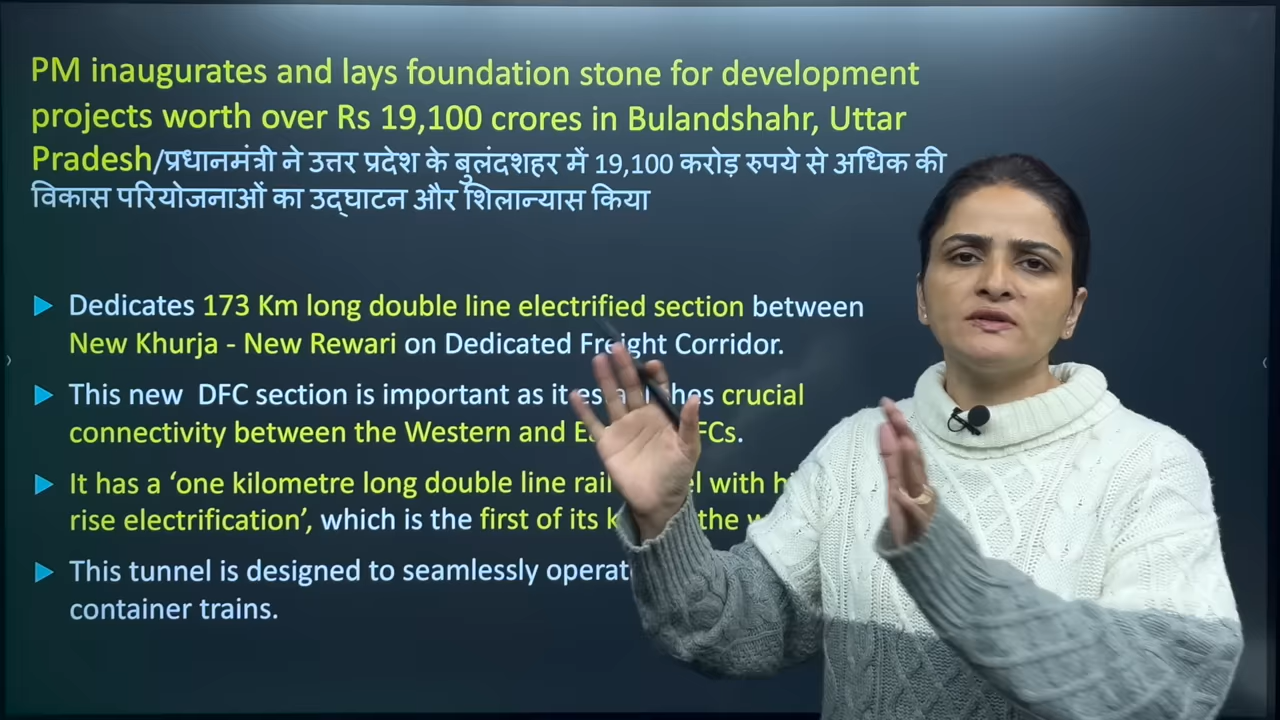 PM inaugurates and lays foundation stone for development
projects worth over Rs 19,100 crores in Bulandshahr, Uttar
Pradesh/प्रधानमंत्री ने उत्तर प्रदेश के बुलंदशहर में 19,100 करोड़ रुपये से अधिक की
विकास परियोजनाओं का उद्घाटन और शिलान्यास किया
Dedicates 173 Km long double line electrified section between
New Khurja - New Rewari on Dedicated Freight Corridor.
This new DFC section is important as it crucial
connectivity between the Western and
It has a ‘one kilometre long double line rail with
rise electrification’, which is the first of its the
This tunnel is designed to seamlessly
container trains.